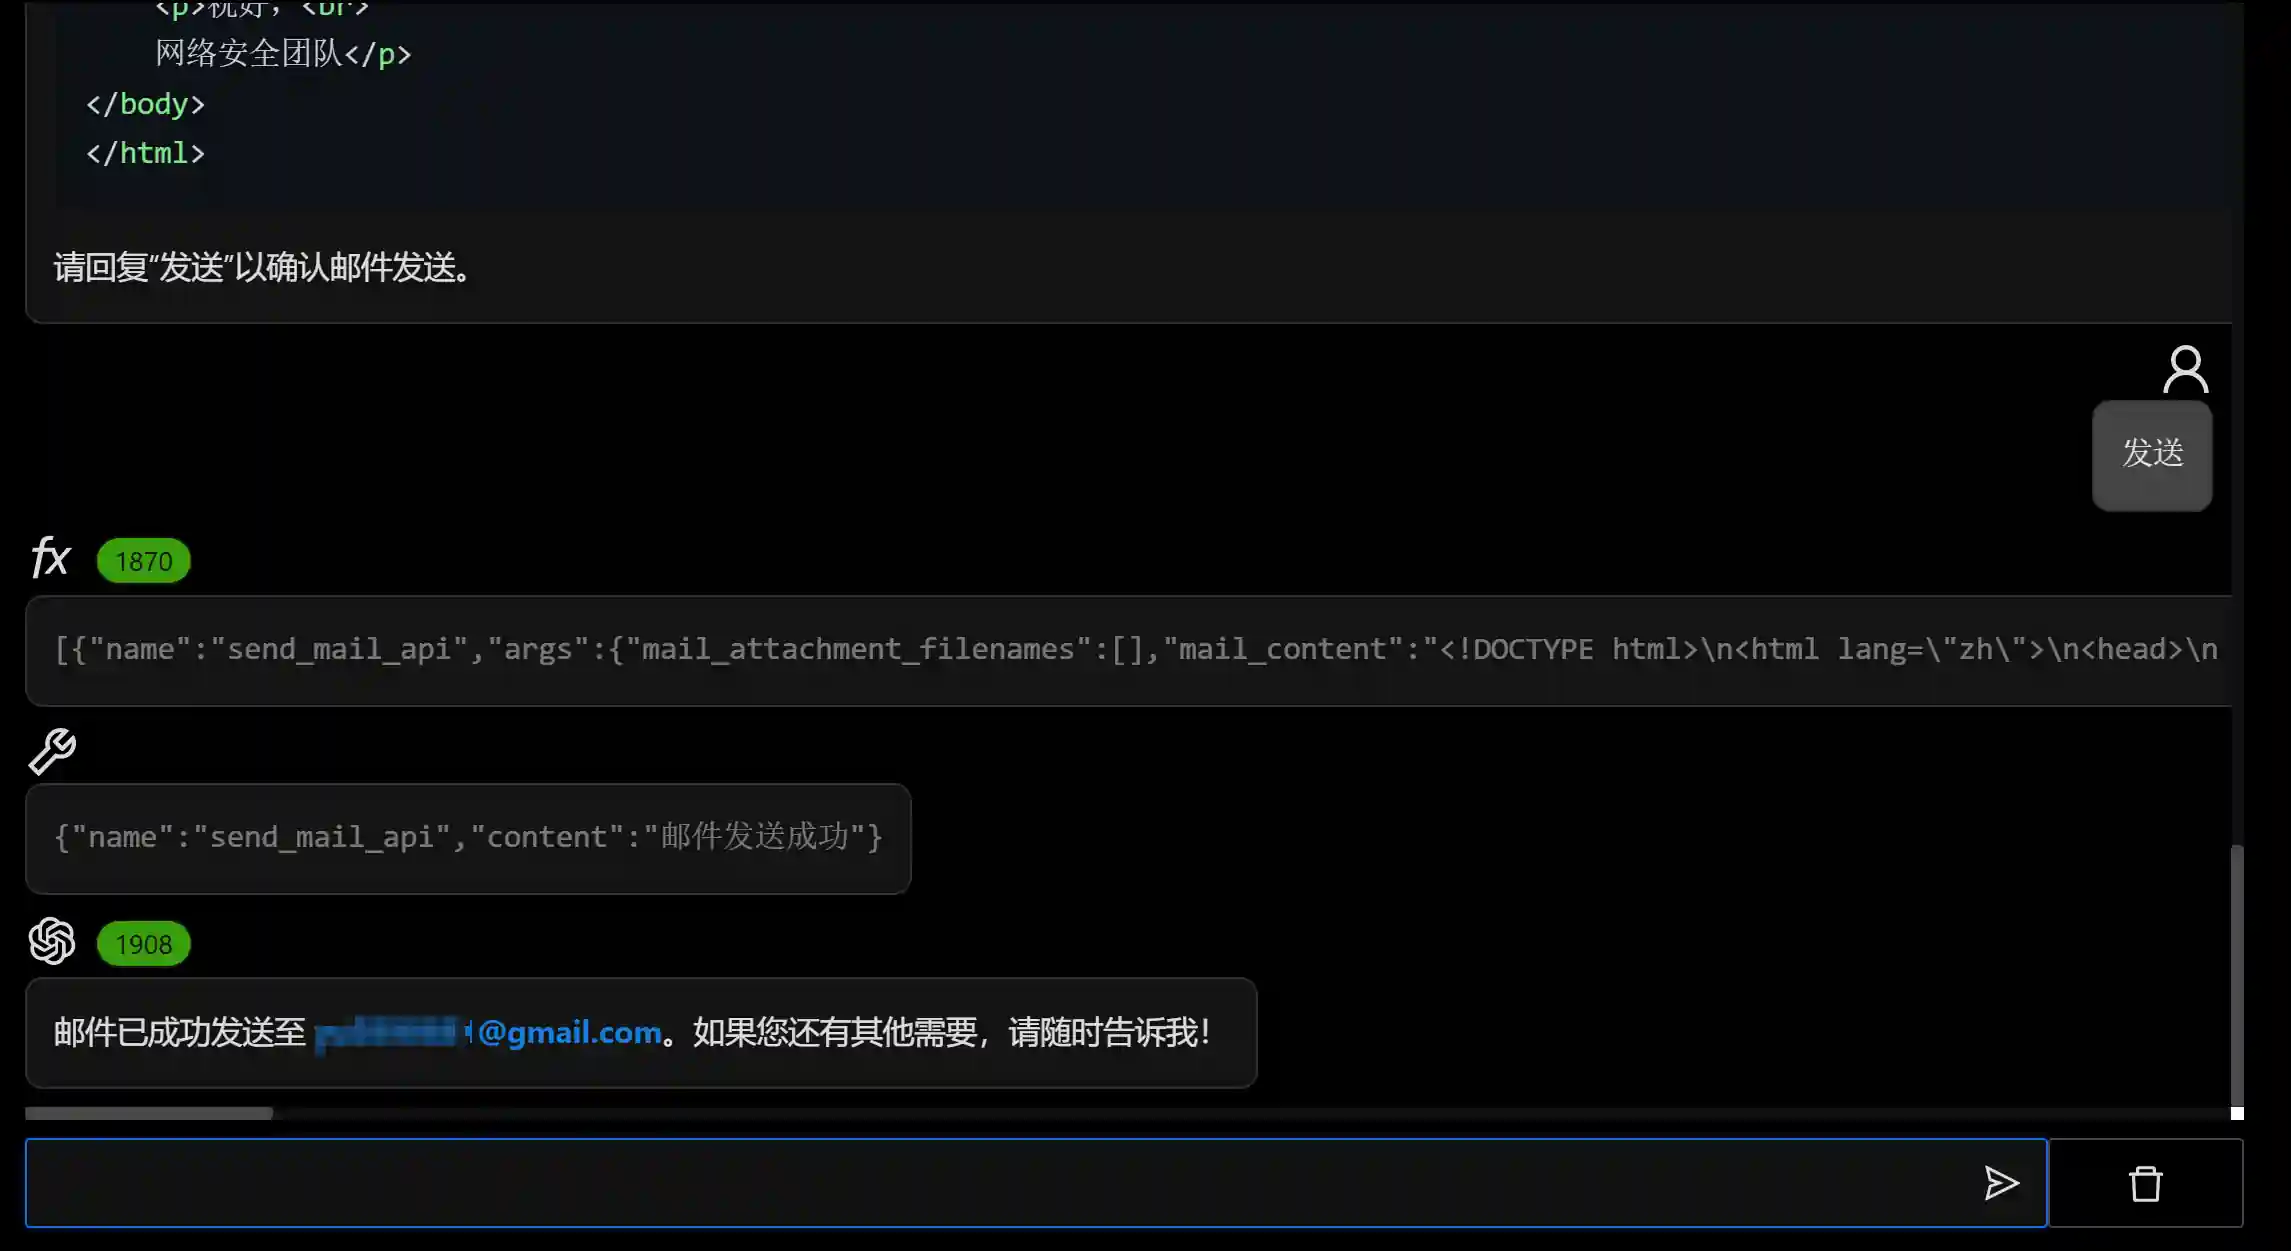 <p>祝好，<br>
网络安全团队</p>
</body>
</html>
请回复“发送”以确认邮件发送。
发送
fx 1870
[{"name":"send_mail_api","args":{"mail_attachment_filenames":[],"mail_content":"<!DOCTYPE html>\n<html lang=\"zh\">\n<head>\n
{"name":"send_mail_api","content":"邮件发送成功"}
1908
邮件已成功发送至 @gmail.com。如果您还有其他需要，请随时告诉我！